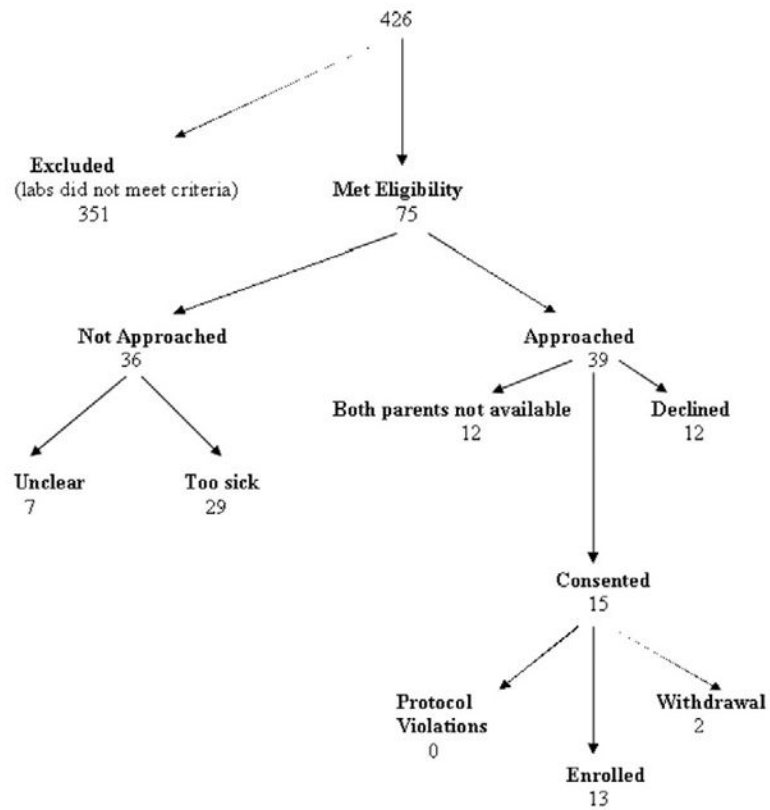 426
Excluded
(labs did not meet criteria)
351
Met Eligibility
75
Not Approached
36
Approached
39
Both parents not available
12
Declined
12
Unclear
7
Too sick
29
Consented
15
Protocol
Violations
0
Withdrawal
2
Enrolled
13